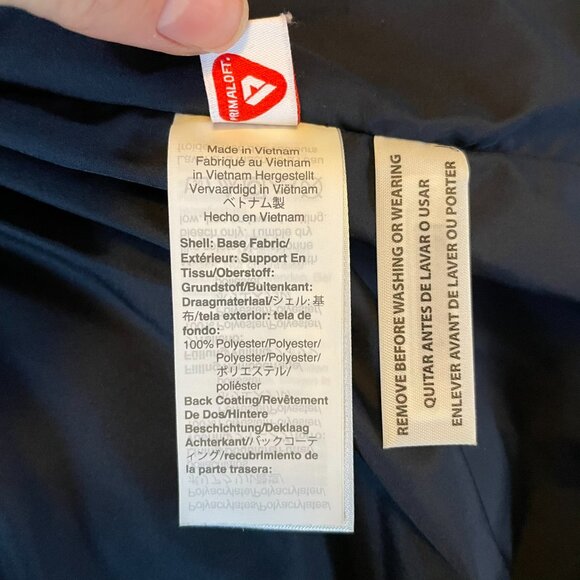 PRIMALOFT.
Made in Vietnam
Fabriqué au Vietnam
in Vietnam Hergestellt
Vervaardigd in Viëtnam
ベトナム製
Hecho en Vietnam
Shell: Base Fabric/
Extérieur: Support En
Tissu/Oberstoff:
Grundstoff/Buitenkant:
Draagmateriaal/シェル: 基
布/tela exterior: tela de
fondo:
100% Polyester/Polyester/
Polyester/Polyester/
ポリエステル/
poliéster
Back Coating/Revêtement
De Dos/Hintere
Beschichtung/Deklaag
Achterkant/バックコーテ
ィング/recubrimiento de
la parte trasera:
REMOVE BEFORE WASHING OR WEARING
QUITAR ANTES DE LAVAR O USAR
ENLEVER AVANT DE LAVER OU PORTER